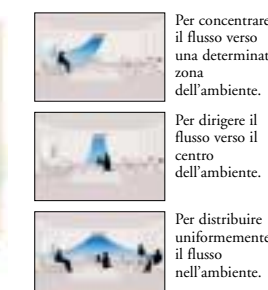 Per concentrare
il flusso verso
una determinat
zona
dell'ambiente.
Per dirigere il
flusso verso il
centro
dell'ambiente.
Per distribuire
uniformemente
il flusso
nell'ambiente.